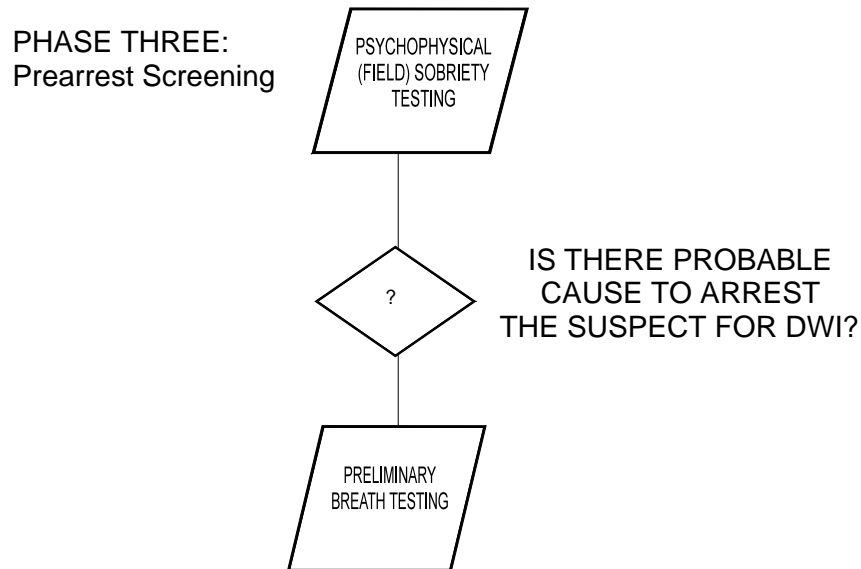 PHASE THREE:
Prearrest Screening
PSYCHOPHYSICAL
(FIELD) SOBRIETY
TESTING
?
IS THERE PROBABLE
CAUSE TO ARREST
THE SUSPECT FOR DWI?
PRELIMINARY
BREATH TESTING